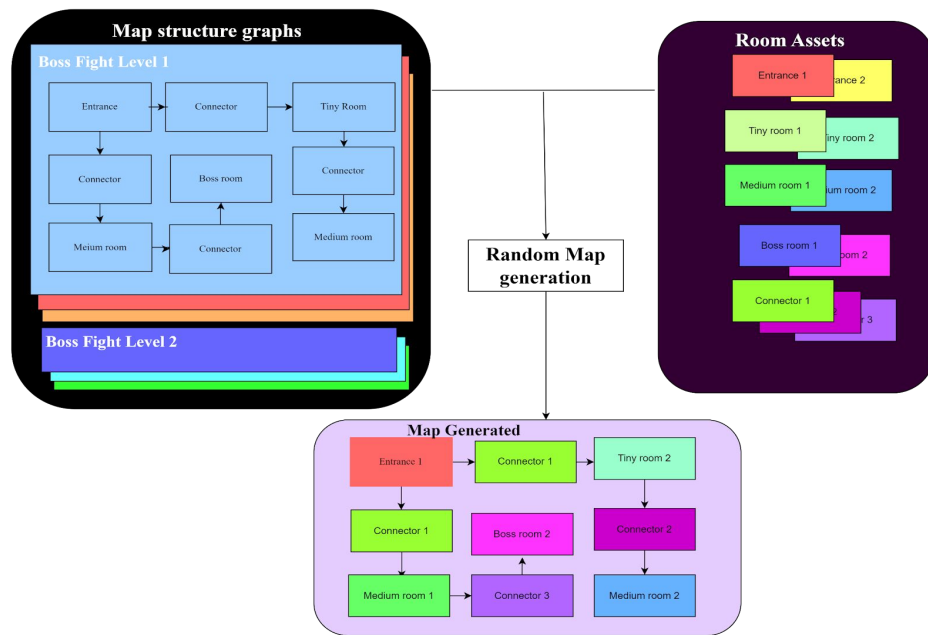 Map structure graphs
Boss Fight Level 1
Entrance
Connector
Tiny Room
Connector
Boss room
Connector
Meium room
Connector
Medium room
Boss Fight Level 2
Room Assets
Entrance 1
rance 2
Tiny room 1
Tiny room 2
Medium room 1
ium room 2
Boss room 1
room 2
Connector 1
2
r 3
Random Map
generation
Map Generated
Entrance 1
Connector 1
Tiny room 2
Connector 1
Boss room 2
Connector 2
Medium room 1
Connector 3
Medium room 2